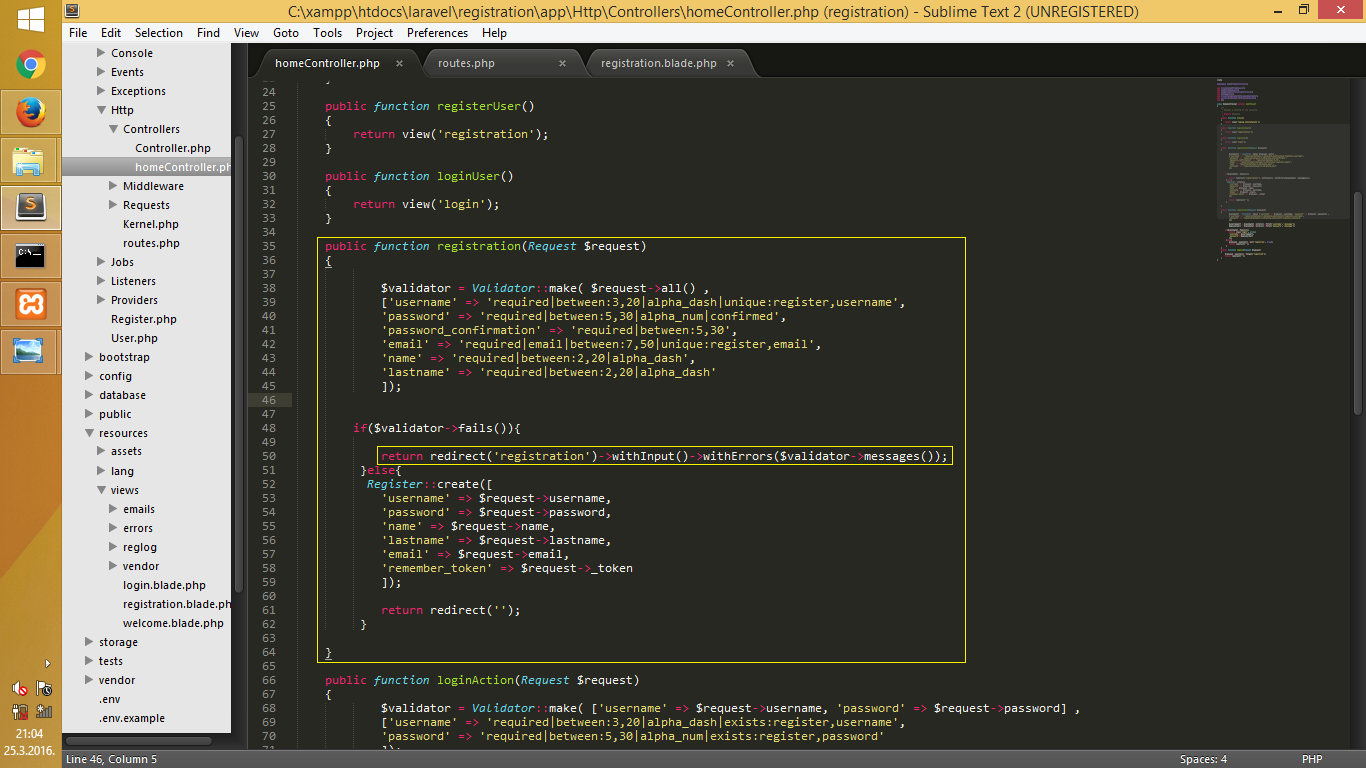 C:\xampp\htdocs\laravel\registration\app\Http\Controllers\homeController.php (registration) - Sublime Text 2 (UNREGISTERED)
File Edit Selection Find View Goto Tools Project Preferences Help
Console
Events
Exceptions
Http
Controllers
Controller.php
homeController.ph
Middleware
Requests
Kernel.php
routes.php
Jobs
Listeners
Providers
Register.php
User.php
bootstrap
config
database
public
resources
assets
lang
views
emails
errors
reglog
vendor
login.blade.php
registration.blade.ph
welcome.blade.php
storage
tests
vendor
.env
.env.example
homeController.php × routes.php × registration.blade.php ×
24
25 public function registerUser()
26 {
27 return view('registration');
28 }
29
30 public function loginUser()
31 {
32 return view('login');
33 }
34
35 public function registration(Request $request)
36 {
37
38 $validator = Validator::make( $request->all() ,
39 ['username' => 'required|between:3,20|alpha_dash|unique:register,username',
40 'password' => 'required|between:5,30|alpha_num|confirmed',
41 'password_confirmation' => 'required|between:5,30',
42 'email' => 'required|email|between:7,50|unique:register,email',
43 'name' => 'required|between:2,20|alpha_dash',
44 'lastname' => 'required|between:2,20|alpha_dash'
45 ]);
46
47
48 if($validator->fails()){
49
50 return redirect('registration')->withInput()->withErrors($validator->messages());
51 }else{
52 Register::create([
53 'username' => $request->username,
54 'password' => $request->password,
55 'name' => $request->name,
56 'lastname' => $request->lastname,
57 'email' => $request->email,
58 'remember_token' => $request->_token
59 ]);
60
61 return redirect('');
62 }
63
64 }
65
66 public function loginAction(Request $request)
67 {
68 $validator = Validator::make( ['username' => $request->username, 'password' => $request->password] ,
69 ['username' => 'required|between:3,20|alpha_dash|exists:register,username',
70 'password' => 'required|between:5,30|alpha_num|exists:register,password'
71 ]);
21:04
25.3.2016.
Line 46, Column 5 Spaces: 4 PHP